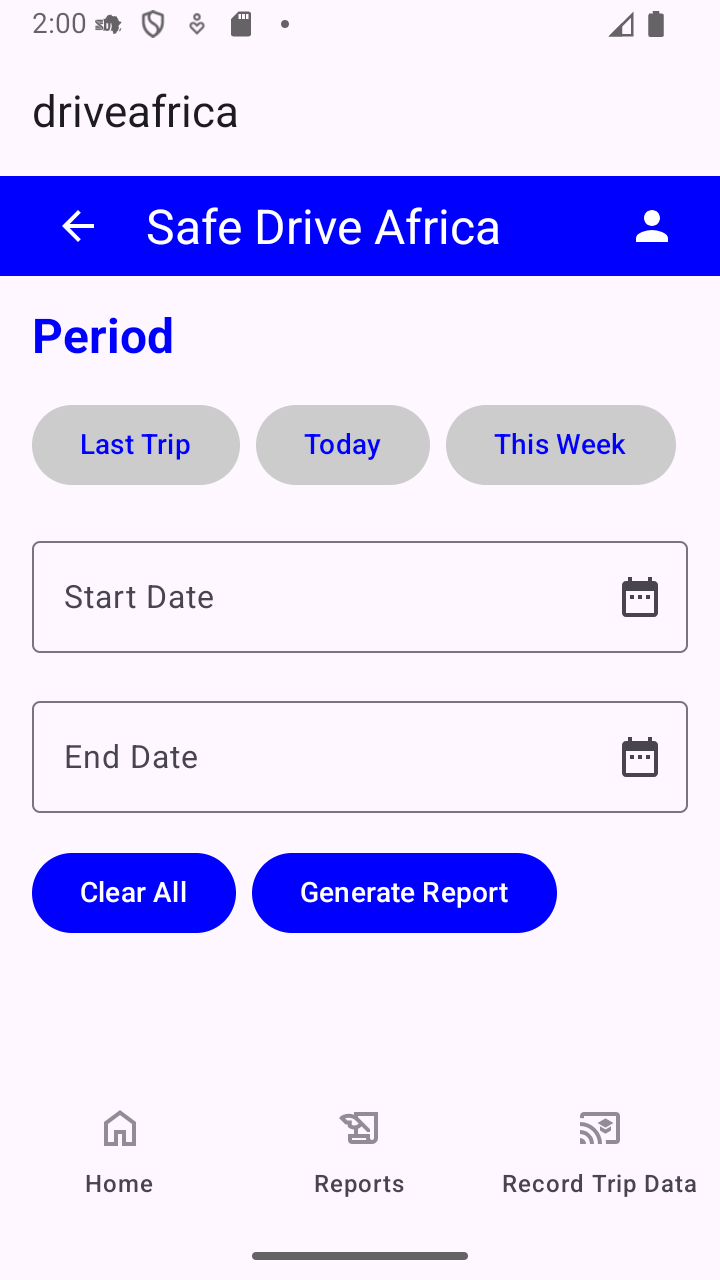 2:00
driveafrica
Safe Drive Africa
Period
Last Trip Today This Week
Start Date
End Date
Clear All Generate Report
Home Reports Record Trip Data